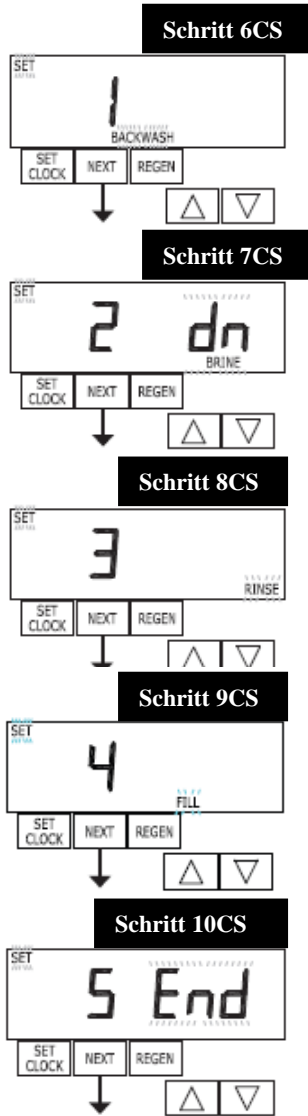 Schritt 6CS
SET
1
BACKWASH
SET CLOCK NEXT REGEN
Schritt 7CS
SET
2 dn
BRINE
SET CLOCK NEXT REGEN
Schritt 8CS
SET
3
RINSE
SET CLOCK NEXT REGEN
Schritt 9CS
SET
4
FILL
SET CLOCK NEXT REGEN
Schritt 10CS
SET
5 End
SET CLOCK NEXT REGEN